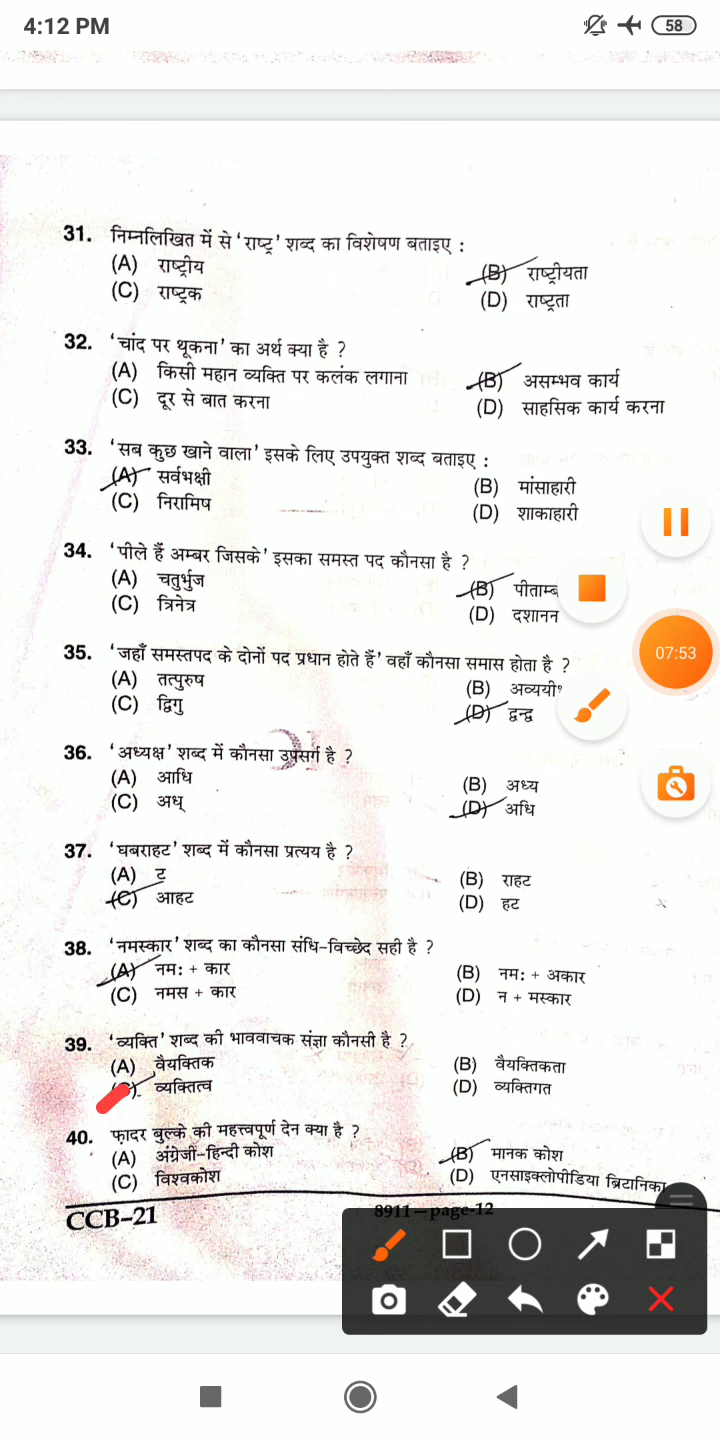 4:12 PM
58
31. निम्नलिखित में से 'राष्ट्र' शब्द का विशेषण बताइए :
(A) राष्ट्रीय (B) राष्ट्रीयता
(C) राष्ट्रक (D) राष्ट्रता
32. 'चांद पर थूकना' का अर्थ क्या है ?
(A) किसी महान व्यक्ति पर कलंक लगाना (B) असम्भव कार्य
(C) दूर से बात करना (D) साहसिक कार्य करना
33. 'सब कुछ खाने वाला' इसके लिए उपयुक्त शब्द बताइए :
(A) सर्वभक्षी (B) मांसाहारी
(C) निरामिष (D) शाकाहारी
34. 'पीले हैं अम्बर जिसके' इसका समस्त पद कौनसा है ?
(A) चतुर्भुज (B)
(C) त्रिनेत्र (D) दशानन
35. 'जहाँ समस्तपद के दोनों पद प्रधान होते हैं' वहाँ कौनसा समास होता है ?
(A) तत्पुरुष (B)
(C) द्विगु (D) द्वन्द्व
07:53
36. 'अध्यक्ष' शब्द में कौनसा उपसर्ग है ?
(A) आधि (B) अध्य
(C) अध् (D) अधि
37. 'घबराहट' शब्द में कौनसा प्रत्यय है ?
(A) ट (B) राहट
(C) आहट (D) हट
38. 'नमस्कार' शब्द का कौनसा संधि-विच्छेद सही है ?
(A) नमः + कार (B) नमः + अकार
(C) नमस + कार (D) न + मस्कार
39. 'व्यक्ति' शब्द की भाववाचक संज्ञा कौनसी है ?
(A) वैयक्तिक (B) वैयक्तिकता
व्यक्तित्व (D) व्यक्तिगत
40. फ़ादर बुल्के की महत्त्वपूर्ण देन क्या है ?
(A) अंग्रेजी-हिन्दी कोश (B) मानक कोश
(C) विश्वकोश (D) एनसाइक्लोपीडिया ब्रिटानिका
CCB-21 8911-page-12